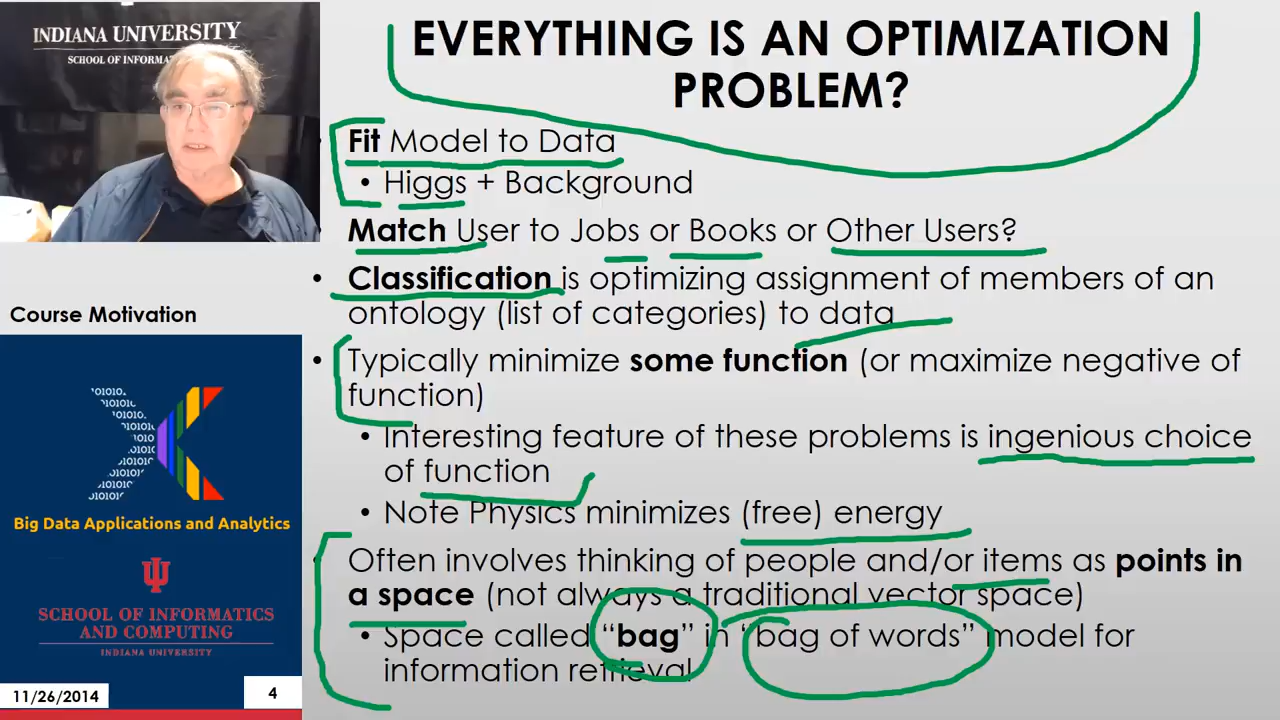 INDIANA UNIVERSITY
SCHOOL OF INFORMA
EVERYTHING IS AN OPTIMIZATION
PROBLEM?
• Fit Model to Data
• Higgs + Background
• Match User to Jobs or Books or Other Users?
• Classification is optimizing assignment of members of an
ontology (list of categories) to data
• Typically minimize some function (or maximize negative of
function)
• Interesting feature of these problems is ingenious choice
of function
• Note Physics minimizes (free) energy
• Often involves thinking of people and/or items as points in
a space (not always a traditional vector space)
• Space called “bag” in “bag of words” model for
information retrieval
Course Motivation
Big Data Applications and Analytics
SCHOOL OF INFORMATICS
AND COMPUTING
INDIANA UNIVERSITY
11/26/2014
4